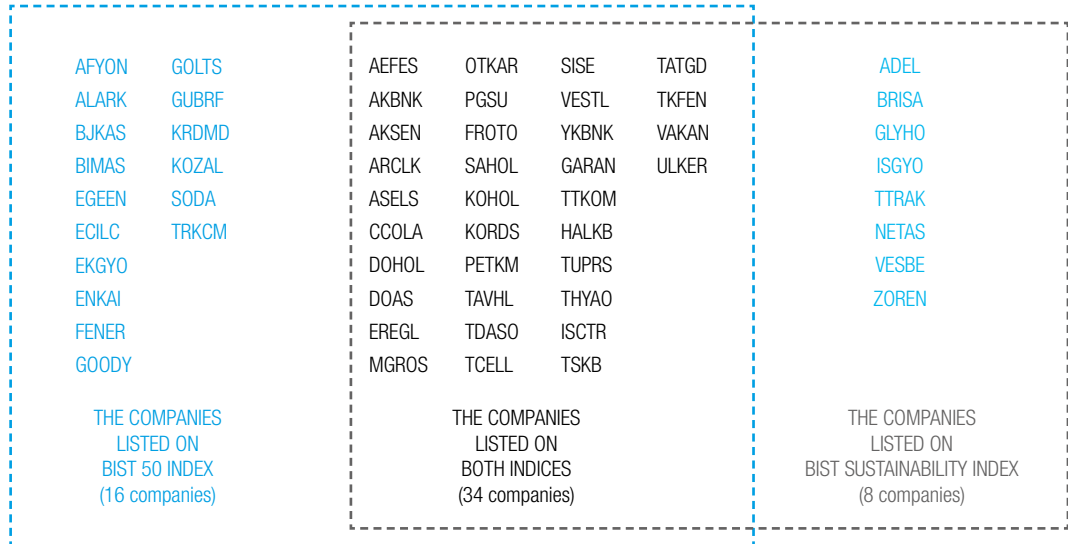 AFYON GOLTS
ALARK GUBRF
BJKAS KRDMD
BIMAS KOZAL
EGEEN SODA
ECILC TRKCM
EKGYO
ENKAI
FENER
GOODY
THE COMPANIES
LISTED ON
BIST 50 INDEX
(16 companies)
AEFES OTKAR SISE TATGD
AKBNK PGSU VESTL TKFEN
AKSEN FROTO YKBNK VAKAN
ARCLK SAHOL GARAN ULKER
ASELS KOHOL TTKOM
CCOLA KORDS HALKB
DOHOL PETKM TUPRS
DOAS TAVHL THYAO
EREGL TDASO ISCTR
MGROS TCELL TSKB
THE COMPANIES
LISTED ON
BOTH INDICES
(34 companies)
ADEL
BRISA
GLYHO
ISGYO
TTRAK
NETAS
VESBE
ZOREN
THE COMPANIES
LISTED ON
BIST SUSTAINABILITY INDEX
(8 companies)